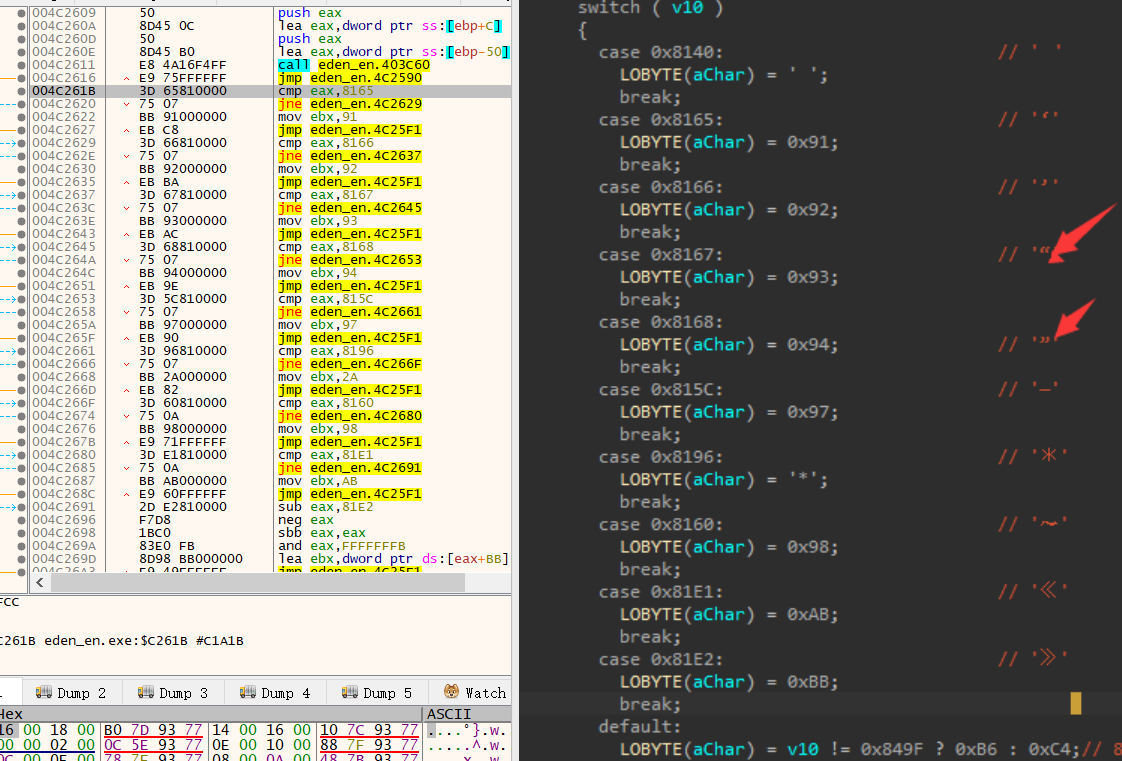 004C2609 50 push eax
004C260A 8D45 0C lea eax,dword ptr ss:[ebp+C]
004C260D 50 push eax
004C260E 8D45 B0 lea eax,dword ptr ss:[ebp-50]
004C2611 E8 4A16F4FF call eden_en.403C60
004C2616 E9 75FFFFFF jmp eden_en.4C2590
004C261B 3D 65810000 cmp eax,8165
004C2620 75 07 jne eden_en.4C2629
004C2622 BB 91000000 mov ebx,91
004C2627 EB C8 jmp eden_en.4C25F1
004C2629 3D 66810000 cmp eax,8166
004C262E 75 07 jne eden_en.4C2637
004C2630 BB 92000000 mov ebx,92
004C2635 EB BA jmp eden_en.4C25F1
004C2637 3D 67810000 cmp eax,8167
004C263C 75 07 jne eden_en.4C2645
004C263E BB 93000000 mov ebx,93
004C2643 EB AC jmp eden_en.4C25F1
004C2645 3D 68810000 cmp eax,8168
004C264A 75 07 jne eden_en.4C2653
004C264C BB 94000000 mov ebx,94
004C2651 EB 9E jmp eden_en.4C25F1
004C2653 3D 5C810000 cmp eax,815C
004C2658 75 07 jne eden_en.4C2661
004C265A BB 97000000 mov ebx,97
004C265F EB 90 jmp eden_en.4C25F1
004C2661 3D 96810000 cmp eax,8196
004C2666 75 07 jne eden_en.4C266F
004C2668 BB 2A000000 mov ebx,2A
004C266D EB 82 jmp eden_en.4C25F1
004C266F 3D 60810000 cmp eax,8160
004C2674 75 0A jne eden_en.4C2680
004C2676 BB 98000000 mov ebx,98
004C267B E9 71FFFFFF jmp eden_en.4C25F1
004C2680 3D E1810000 cmp eax,81E1
004C2685 75 0A jne eden_en.4C2691
004C2687 BB AB000000 mov ebx,AB
004C268C E9 60FFFFFF jmp eden_en.4C25F1
004C2691 2D E2810000 sub eax,81E2
004C2696 F7D8 neg eax
004C2698 1BC0 sbb eax,eax
004C269A 83E0 FB and eax,FFFFFFFB
004C269D 8D98 BB000000 lea ebx,dword ptr ds:[eax+BB]
004C26A3 E9 49FFFFFF jmp eden_en.4C25F1
FCC
C261B eden_en.exe:$C261B #C1A1B
Dump 2 Dump 3 Dump 4 Dump 5 Watch
Hex ASCII
16 00 18 00 B0 7D 93 77 14 00 16 00 10 7C 93 77 ....°}.w.
00 00 02 00 0C 5E 93 77 0E 00 10 00 88 7F 93 77 .....^.w.
switch ( v10 )
{
case 0x8140: // '　'
LOBYTE(aChar) = ' ';
break;
case 0x8165: // '‘'
LOBYTE(aChar) = 0x91;
break;
case 0x8166: // '’'
LOBYTE(aChar) = 0x92;
break;
case 0x8167: // '“'
LOBYTE(aChar) = 0x93;
break;
case 0x8168: // '”'
LOBYTE(aChar) = 0x94;
break;
case 0x815C: // '—'
LOBYTE(aChar) = 0x97;
break;
case 0x8196: // '＊'
LOBYTE(aChar) = '*';
break;
case 0x8160: // '～'
LOBYTE(aChar) = 0x98;
break;
case 0x81E1: // '≪'
LOBYTE(aChar) = 0xAB;
break;
case 0x81E2: // '≫'
LOBYTE(aChar) = 0xBB;
break;
default:
LOBYTE(aChar) = v10 != 0x849F ? 0xB6 : 0xC4;// 8